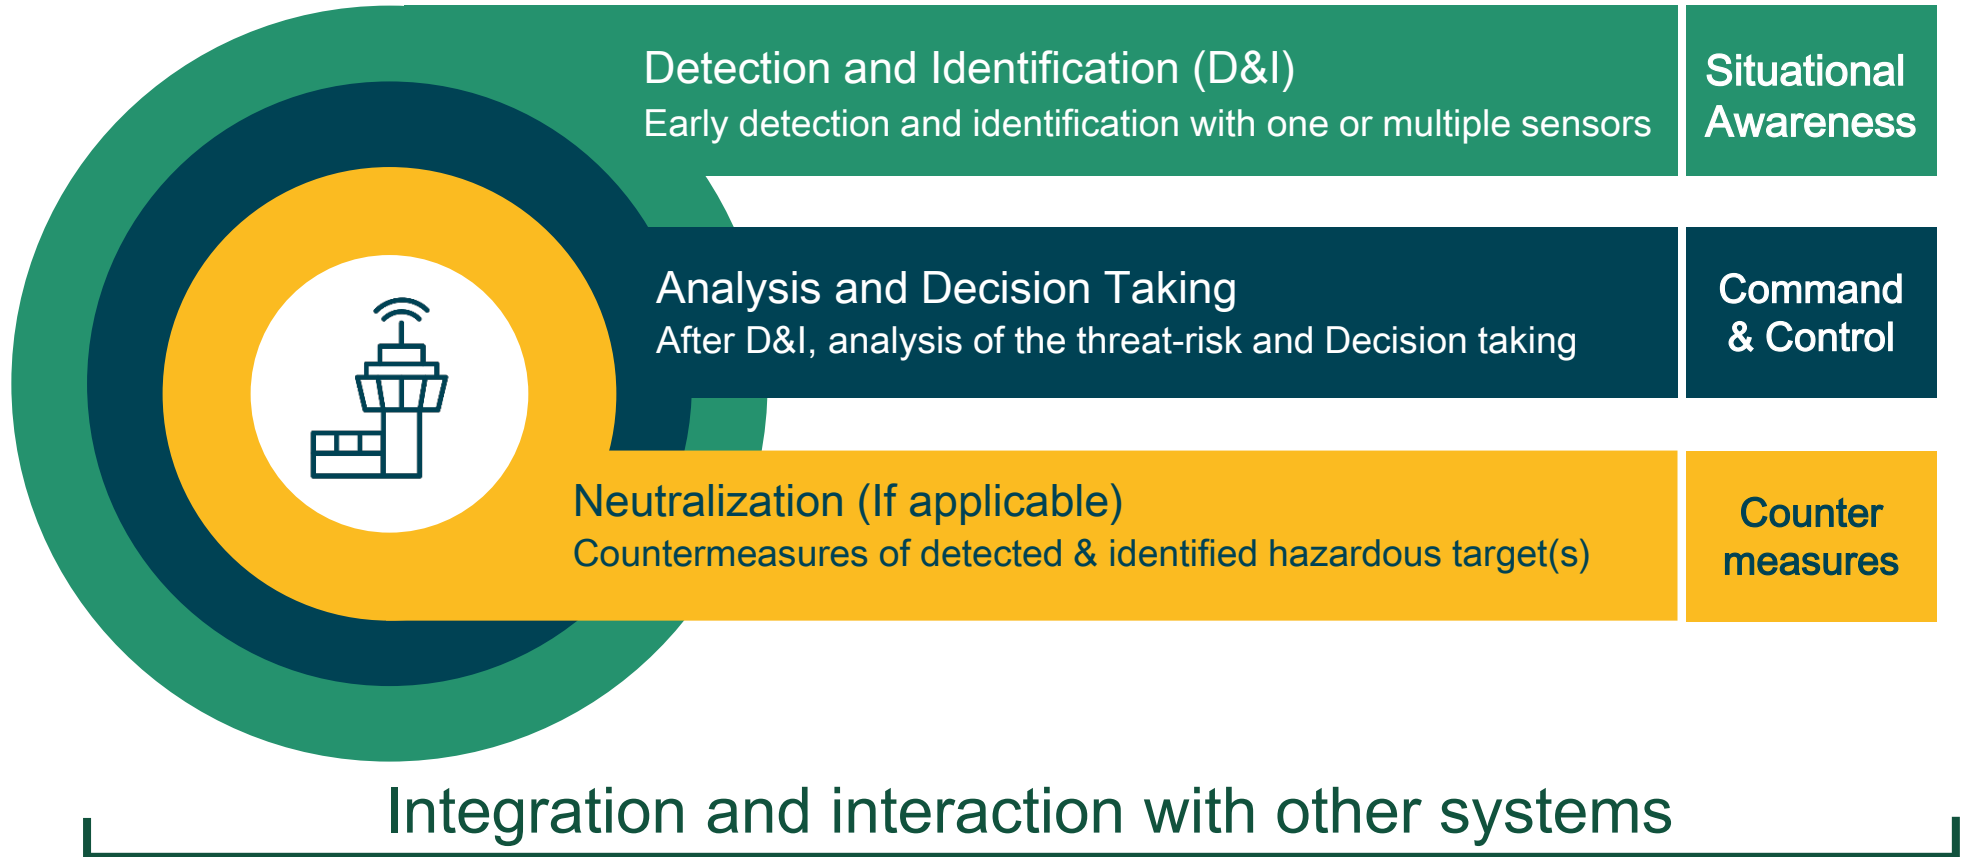 Detection and Identification (D&I)
Early detection and identification with one or multiple sensors
Situational
Awareness
Analysis and Decision Taking
After D&I, analysis of the threat-risk and Decision taking
Command
& Control
Neutralization (If applicable)
Countermeasures of detected & identified hazardous target(s)
Counter
measures
Integration and interaction with other systems